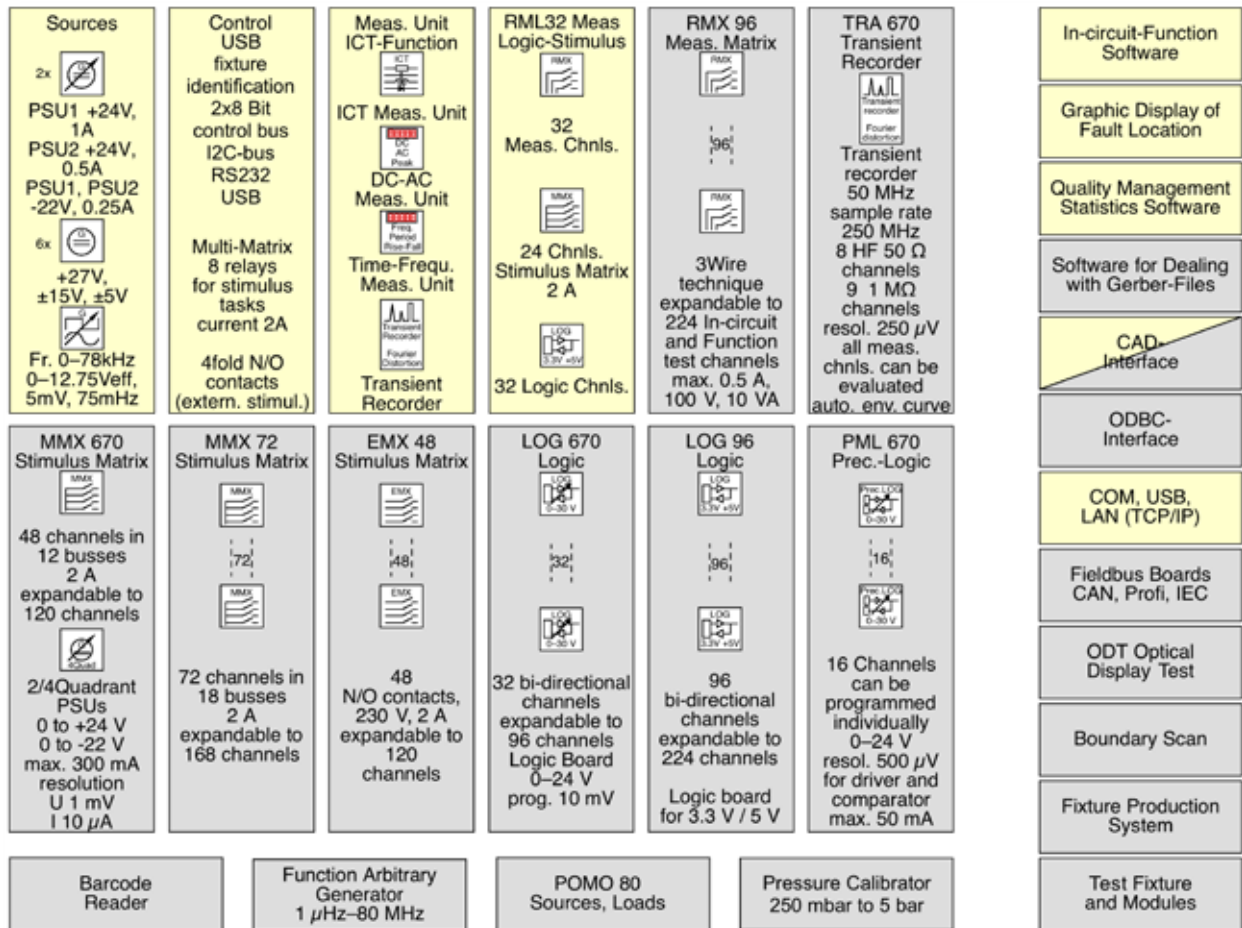 Sources
2x
PSU1 +24V,
1A
PSU2 +24V,
0.5A
PSU1, PSU2
-22V, 0.25A
6x
+27V,
±15V, ±5V
Fr. 0–78kHz
0–12.75Veff,
5mV, 75mHz
Control
USB
fixture
identification
2x8 Bit
control bus
I2C-bus
RS232
USB
Multi-Matrix
8 relays
for stimulus
tasks
current 2A
4fold N/O
contacts
(extern. stimul.)
Meas. Unit
ICT-Function
ICT
ICT Meas. Unit
DC
AC
Peak
DC-AC
Meas. Unit
Freq.
Period
Rise-Fall
Time-Frequ.
Meas. Unit
Transient
Recorder
Fourier
Distortion
Transient
Recorder
RML32 Meas
Logic-Stimulus
RMX
32
Meas. Chnls.
MMX
24 Chnls.
Stimulus Matrix
2 A
LOG
3.3V +5V
32 Logic Chnls.
RMX 96
Meas. Matrix
RMX
96
RMX
3Wire
technique
expandable to
224 In-circuit
and Function
test channels
max. 0.5 A,
100 V, 10 VA
TRA 670
Transient
Recorder
Transient
recorder
Fourier
distortion
Transient
recorder
50 MHz
sample rate
250 MHz
8 HF 50 Ω
channels
9 1 MΩ
channels
resol. 250 µV
all meas.
chnls. can be
evaluated
auto. env. curve
MMX 670
Stimulus Matrix
MMX
48 channels in
12 busses
2 A
expandable to
120 channels
4Quad
2/4Quadrant
PSUs
0 to +24 V
0 to -22 V
max. 300 mA
resolution
U 1 mV
I 10 µA
MMX 72
Stimulus Matrix
MMX
72
MMX
72 channels in
18 busses
2 A
expandable to
168 channels
EMX 48
Stimulus Matrix
EMX
48
EMX
48
N/O contacts,
230 V, 2 A
expandable to
120
channels
LOG 670
Logic
LOG
0–30 V
32
LOG
0–30 V
32 bi-directional
channels
expandable to
96 channels
Logic Board
0–24 V
prog. 10 mV
LOG 96
Logic
LOG
3.3V +5V
96
LOG
3.3V +5V
96
bi-directional
channels
expandable to
224 channels
Logic board
for 3.3 V / 5 V
PML 670
Prec.-Logic
Prec.LOG
0–30 V
16
Prec.LOG
0–30 V
16 Channels
can be
programmed
individually
0–24 V
resol. 500 µV
for driver and
comparator
max. 50 mA
Barcode
Reader
Function Arbitrary
Generator
1 µHz–80 MHz
POMO 80
Sources, Loads
Pressure Calibrator
250 mbar to 5 bar
In-circuit-Function
Software
Graphic Display of
Fault Location
Quality Management
Statistics Software
Software for Dealing
with Gerber-Files
CAD-
Interface
ODBC-
Interface
COM, USB,
LAN (TCP/IP)
Fieldbus Boards
CAN, Profi, IEC
ODT Optical
Display Test
Boundary Scan
Fixture Production
System
Test Fixture
and Modules